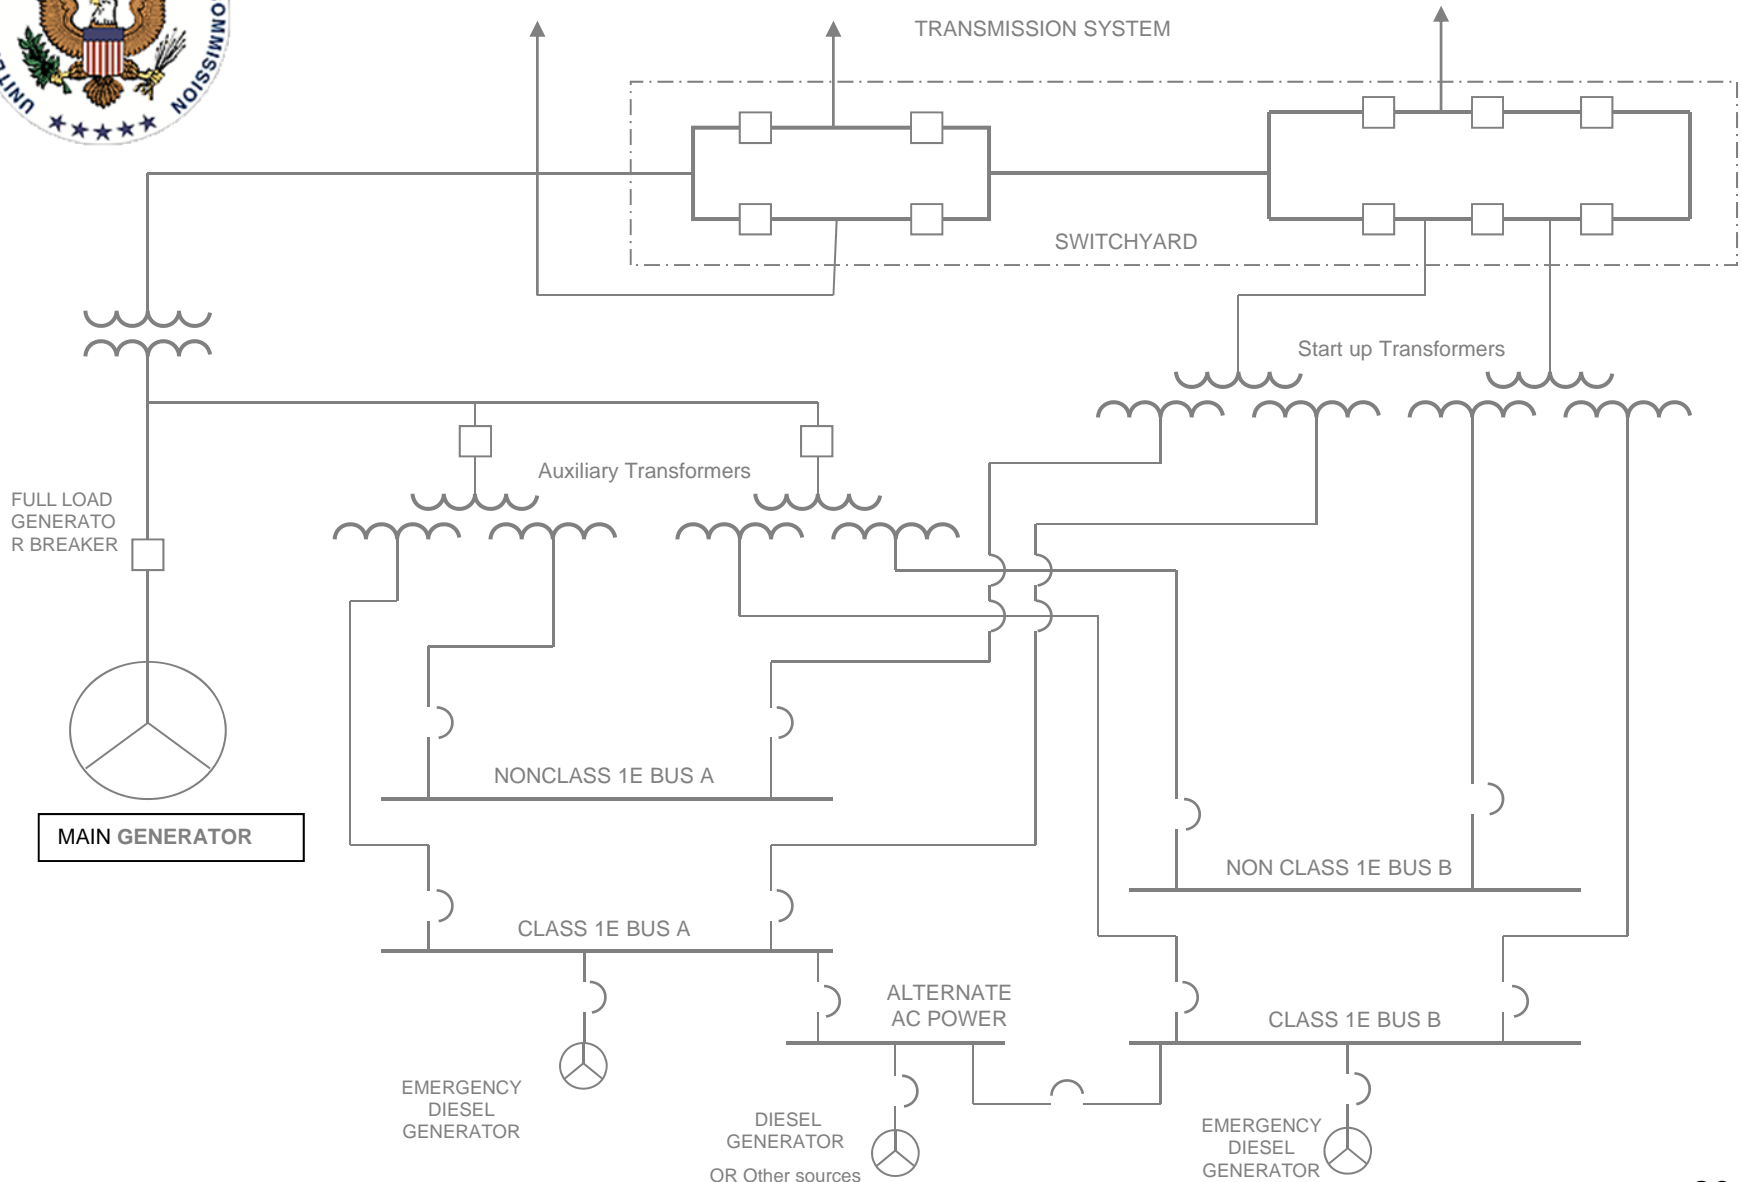 UNITE
OMMISSION
TRANSMISSION SYSTEM
SWITCHYARD
Start up Transformers
Auxiliary Transformers
FULL LOAD
GENERATO
R BREAKER
NONCLASS 1E BUS A
MAIN GENERATOR
NON CLASS 1E BUS B
CLASS 1E BUS A
ALTERNATE
AC POWER
CLASS 1E BUS B
EMERGENCY
DIESEL
GENERATOR
DIESEL
GENERATOR
OR Other sources
EMERGENCY
DIESEL
GENERATOR